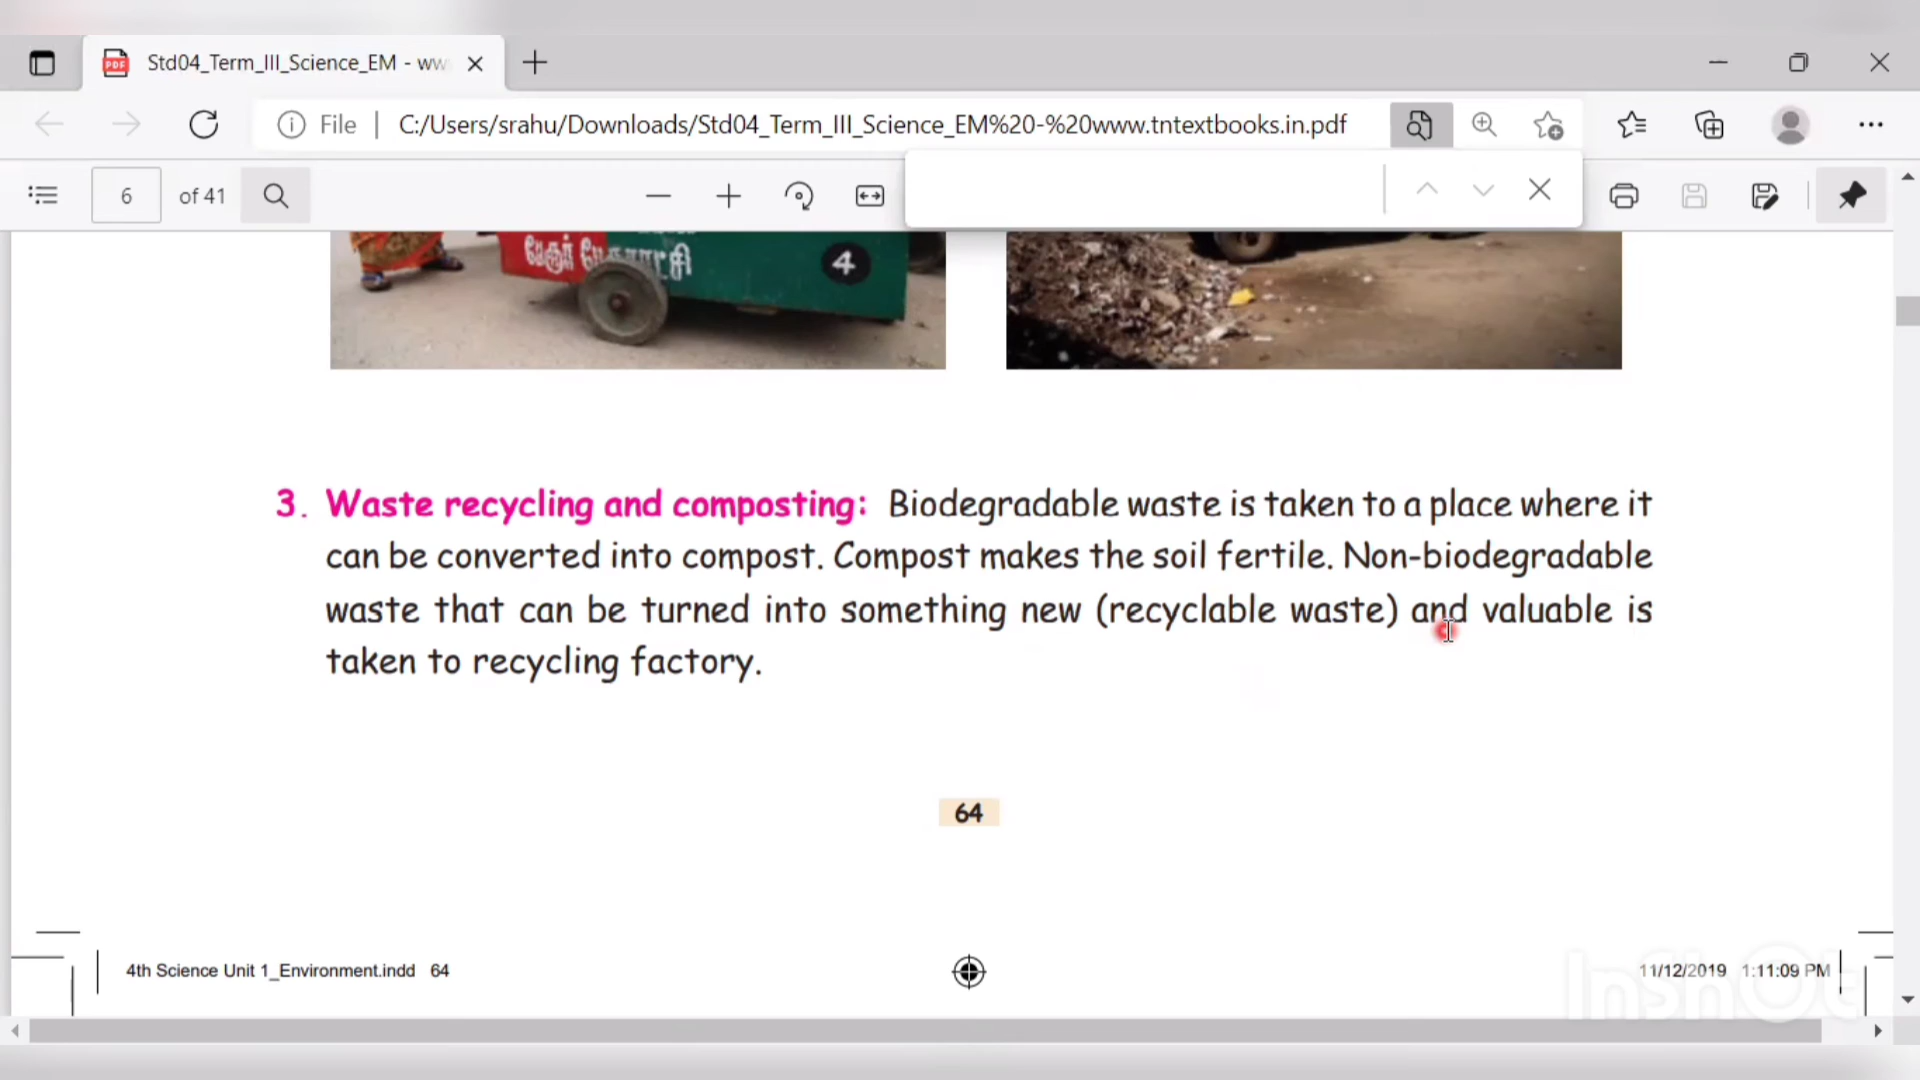 Std04_Term_III_Science_EM - ww
File
C:/Users/srahu/Downloads/Std04_Term_III_Science_EM%20-%20www.tntextbooks.in.pdf
6 of 41
பேரூர் பேரூராட்சி
4
3. Waste recycling and composting: Biodegradable waste is taken to a place where it
can be converted into compost. Compost makes the soil fertile. Non-biodegradable
waste that can be turned into something new (recyclable waste) and valuable is
taken to recycling factory.
64
4th Science Unit 1_Environment.indd 64
11/12/2019 1:11:09 PM
InShOt